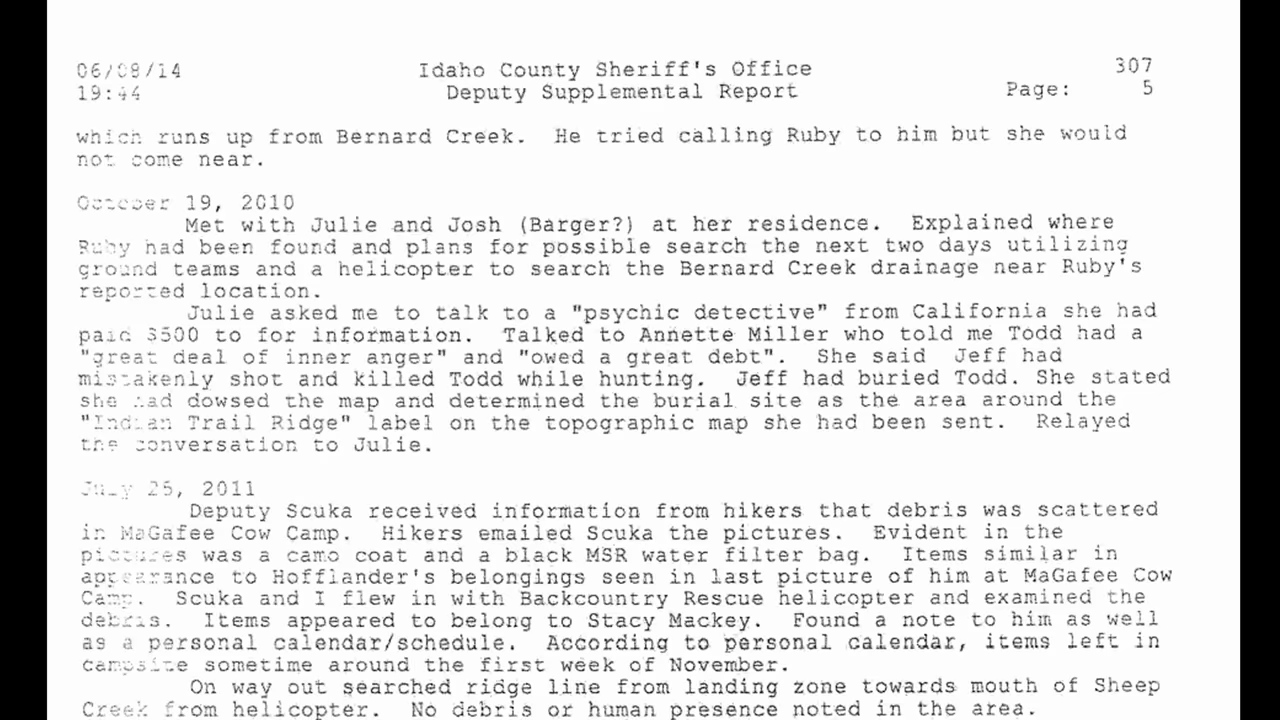 06/08/14 Idaho County Sheriff's Office 307
19:44 Deputy Supplemental Report Page: 5
which runs up from Bernard Creek. He tried calling Ruby to him but she would
not come near.
October 19, 2010
Met with Julie and Josh (Barger?) at her residence. Explained where
Ruby had been found and plans for possible search the next two days utilizing
ground teams and a helicopter to search the Bernard Creek drainage near Ruby's
reported location.
Julie asked me to talk to a "psychic detective" from California she had
paid $500 to for information. Talked to Annette Miller who told me Todd had a
"great deal of inner anger" and "owed a great debt". She said Jeff had
mistakenly shot and killed Todd while hunting. Jeff had buried Todd. She stated
she had dowsed the map and determined the burial site as the area around the
"Indian Trail Ridge" label on the topographic map she had been sent. Relayed
the conversation to Julie.
July 25, 2011
Deputy Scuka received information from hikers that debris was scattered
in MaGafee Cow Camp. Hikers emailed Scuka the pictures. Evident in the
pictures was a camo coat and a black MSR water filter bag. Items similar in
appearance to Hofflander's belongings seen in last picture of him at MaGafee Cow
Camp. Scuka and I flew in with Backcountry Rescue helicopter and examined the
debris. Items appeared to belong to Stacy Mackey. Found a note to him as well
as a personal calendar/schedule. According to personal calendar, items left in
campsite sometime around the first week of November.
On way out searched ridge line from landing zone towards mouth of Sheep
Creek from helicopter. No debris or human presence noted in the area.